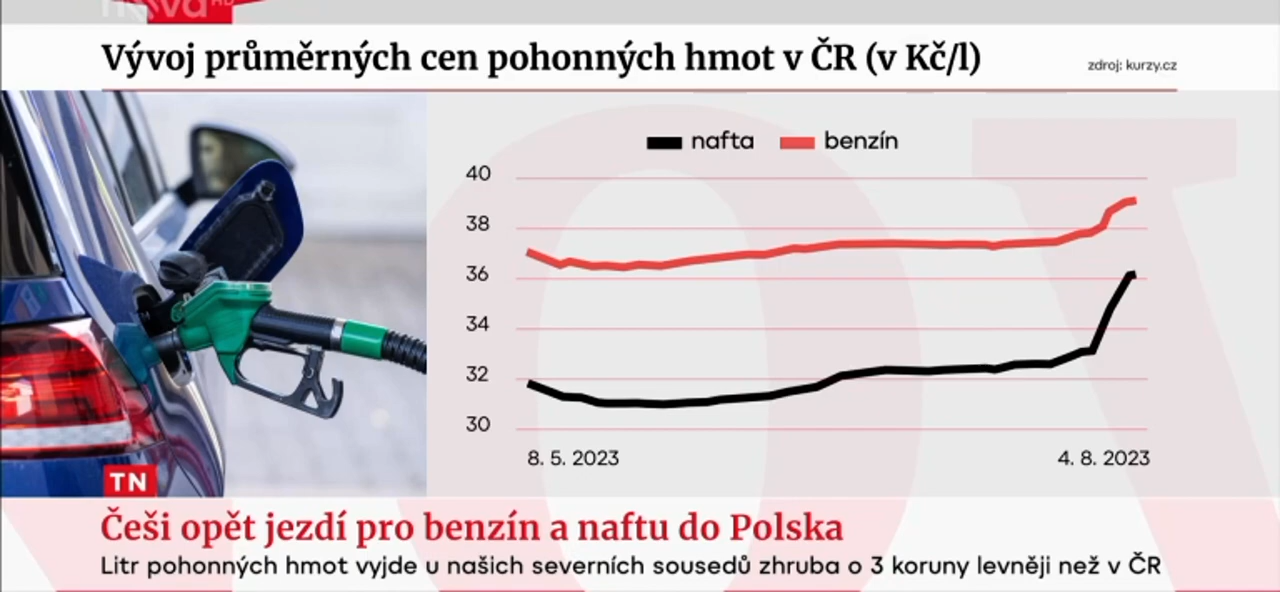 nova HD
Vývoj průměrných cen pohonných hmot v ČR (v Kč/l)
zdroj: kurzy.cz
nafta benzín
40
38
36
34
32
30
8. 5. 2023 4. 8. 2023
TN
Češi opět jezdí pro benzín a naftu do Polska
Litr pohonných hmot vyjde u našich severních sousedů zhruba o 3 koruny levněji než v ČR